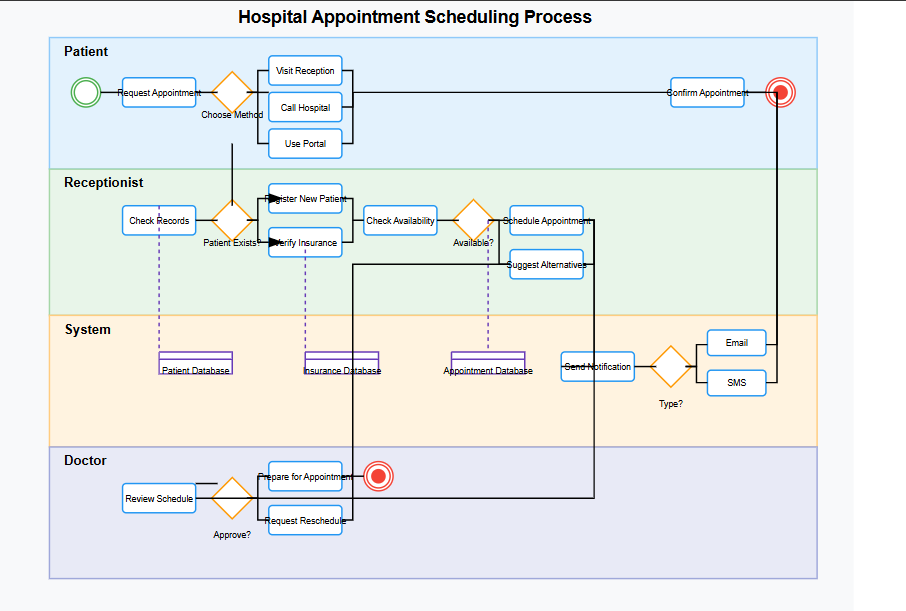 Hospital Appointment Scheduling Process
Patient
Visit Reception
Request Appointment
Confirm Appointment
Call Hospital
Choose Method
Use Portal
Receptionist
Register New Patient
Check Records
Check Availability
Schedule Appointment
Patient Exists?
Verify Insurance
Available?
Suggest Alternatives
System
Email
Patient Database
Insurance Database
Appointment Database
Send Notification
SMS
Type?
Doctor
Prepare for Appointment
Review Schedule
Request Reschedule
Approve?